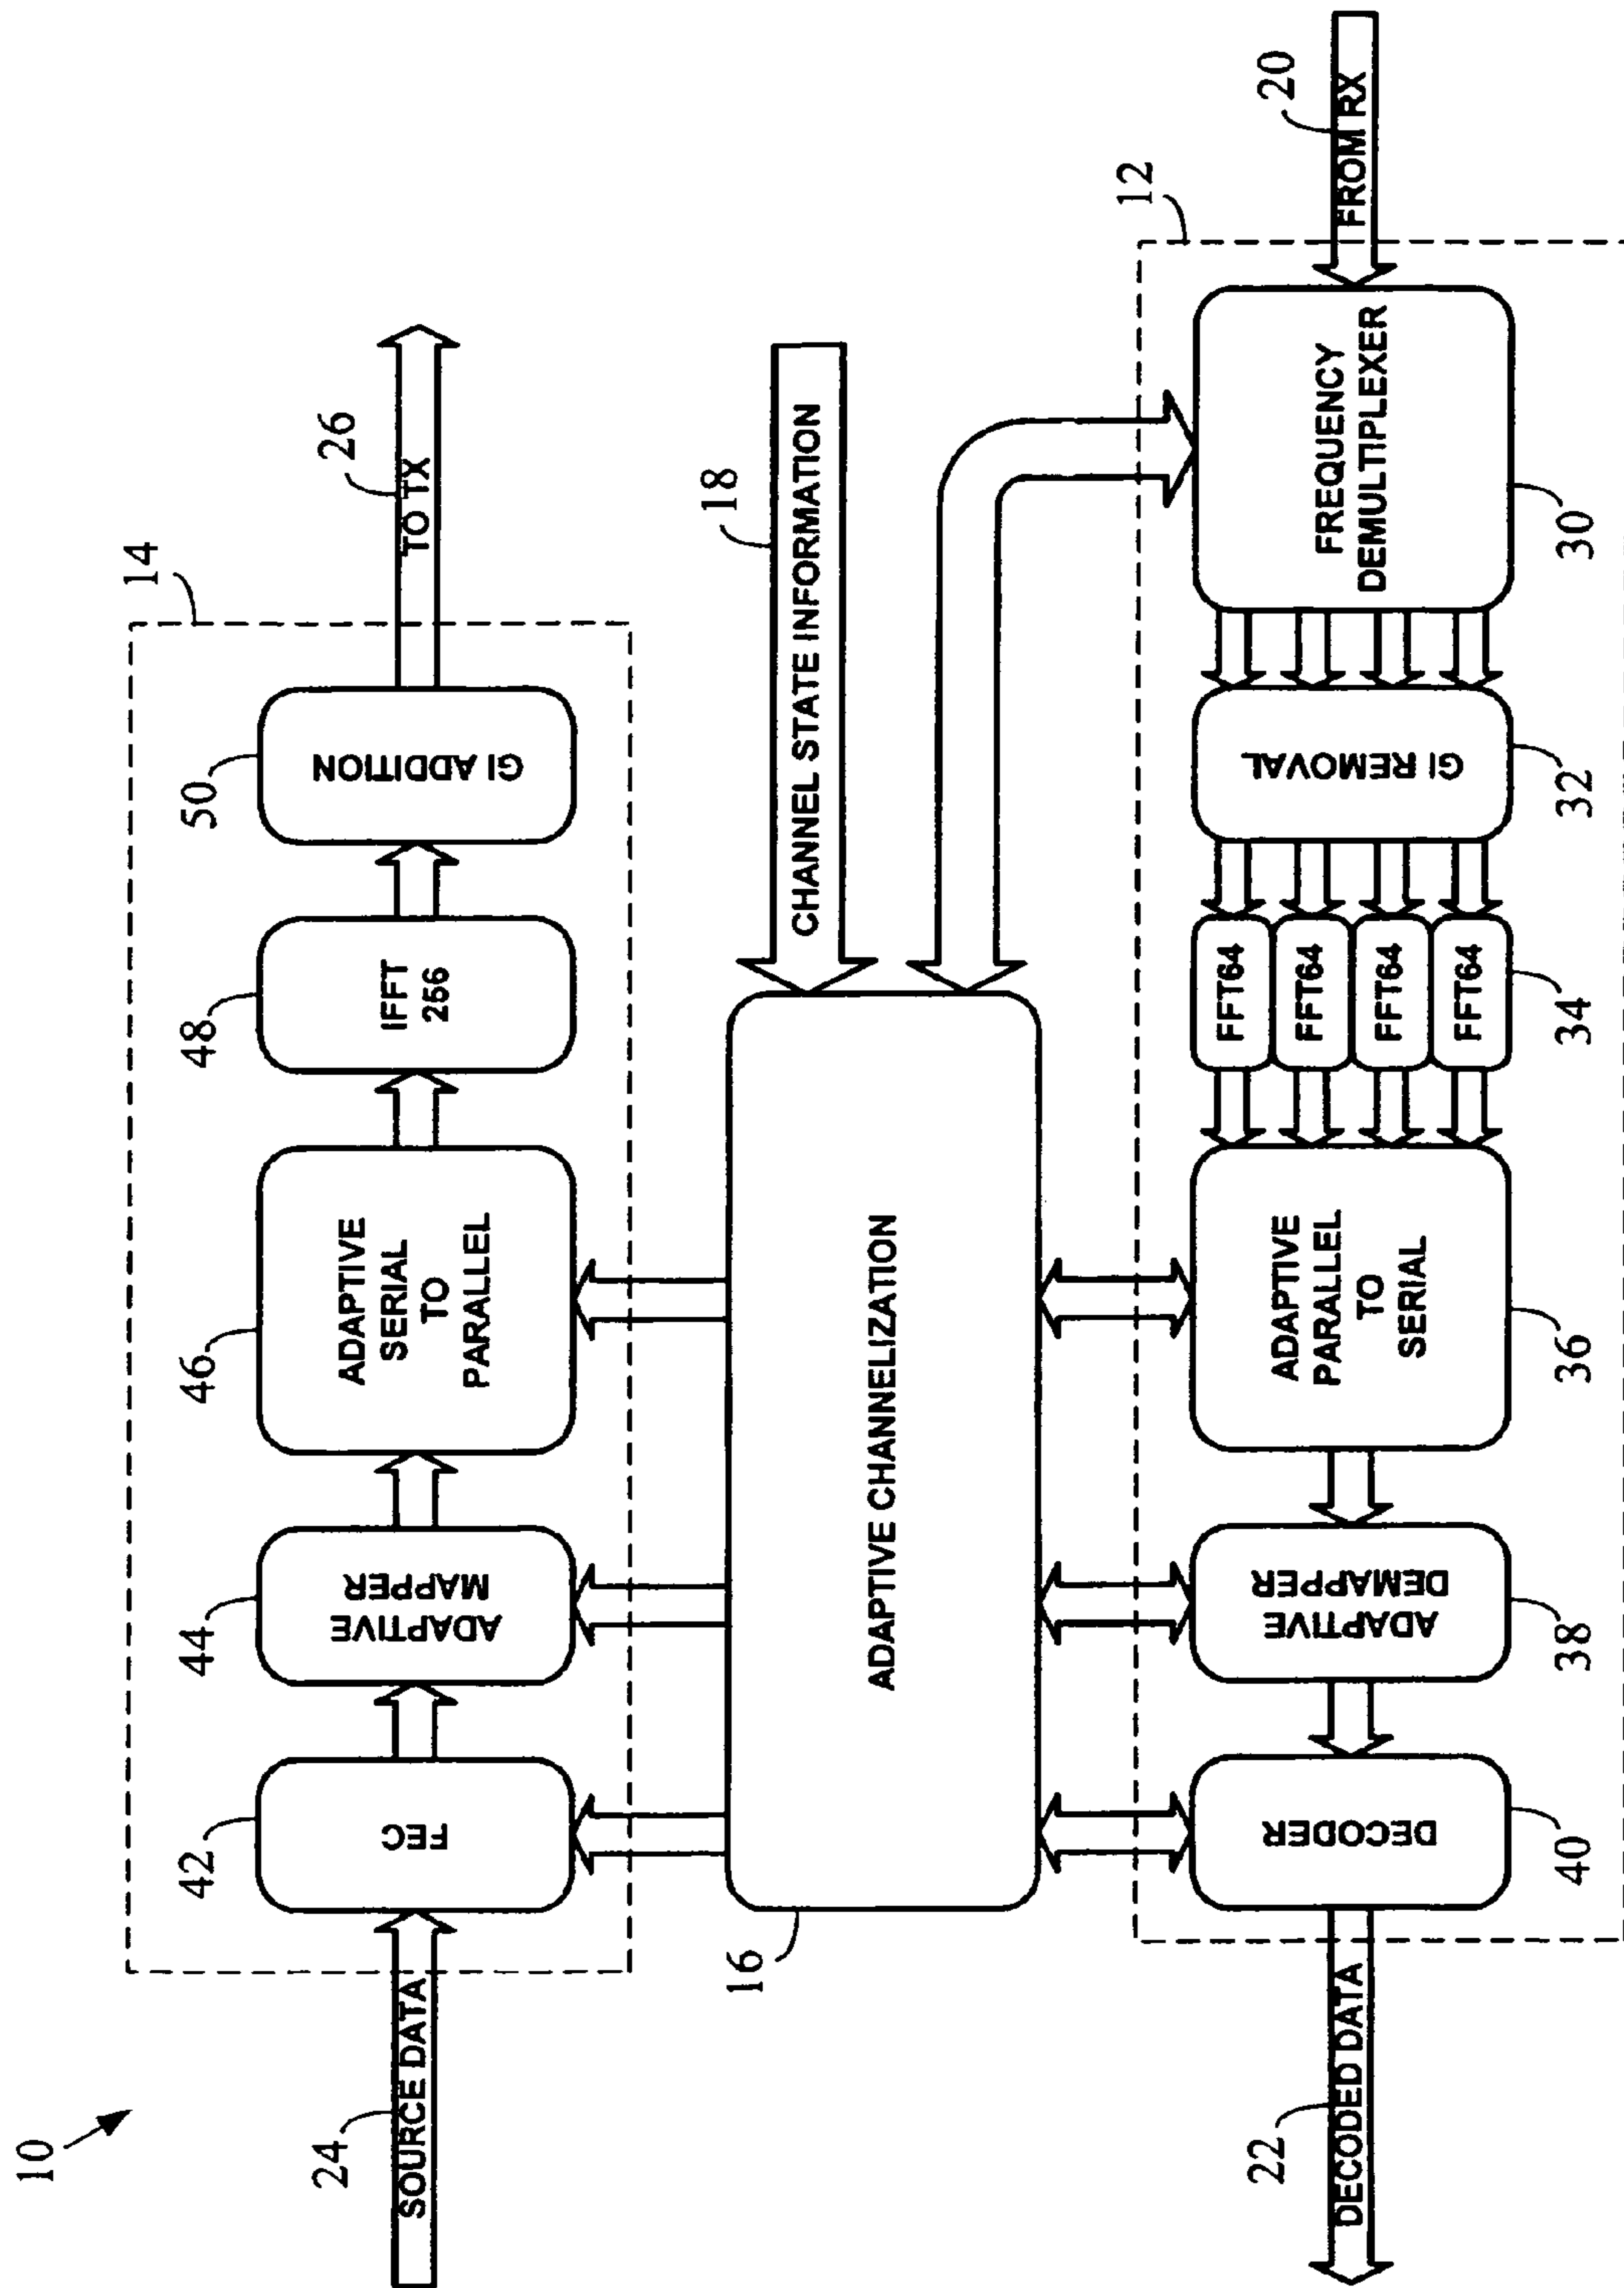 10
14
24
SOURCE DATA
42
FEC
44
ADAPTIVE
MAPPER
46
ADAPTIVE
SERIAL
TO
PARALLEL
48
IFFT
256
50
GI ADDITION
26
TO TX
16
ADAPTIVE CHANNELIZATION
18
CHANNEL STATE INFORMATION
12
22
DECODED DATA
DECODER
40
ADAPTIVE
DEMAPPER
38
ADAPTIVE
PARALLEL
TO
SERIAL
36
FFT64
FFT64
FFT64
FFT64
34
GI REMOVAL
32
FREQUENCY
DEMULTIPLEXER
30
20
FROM RX